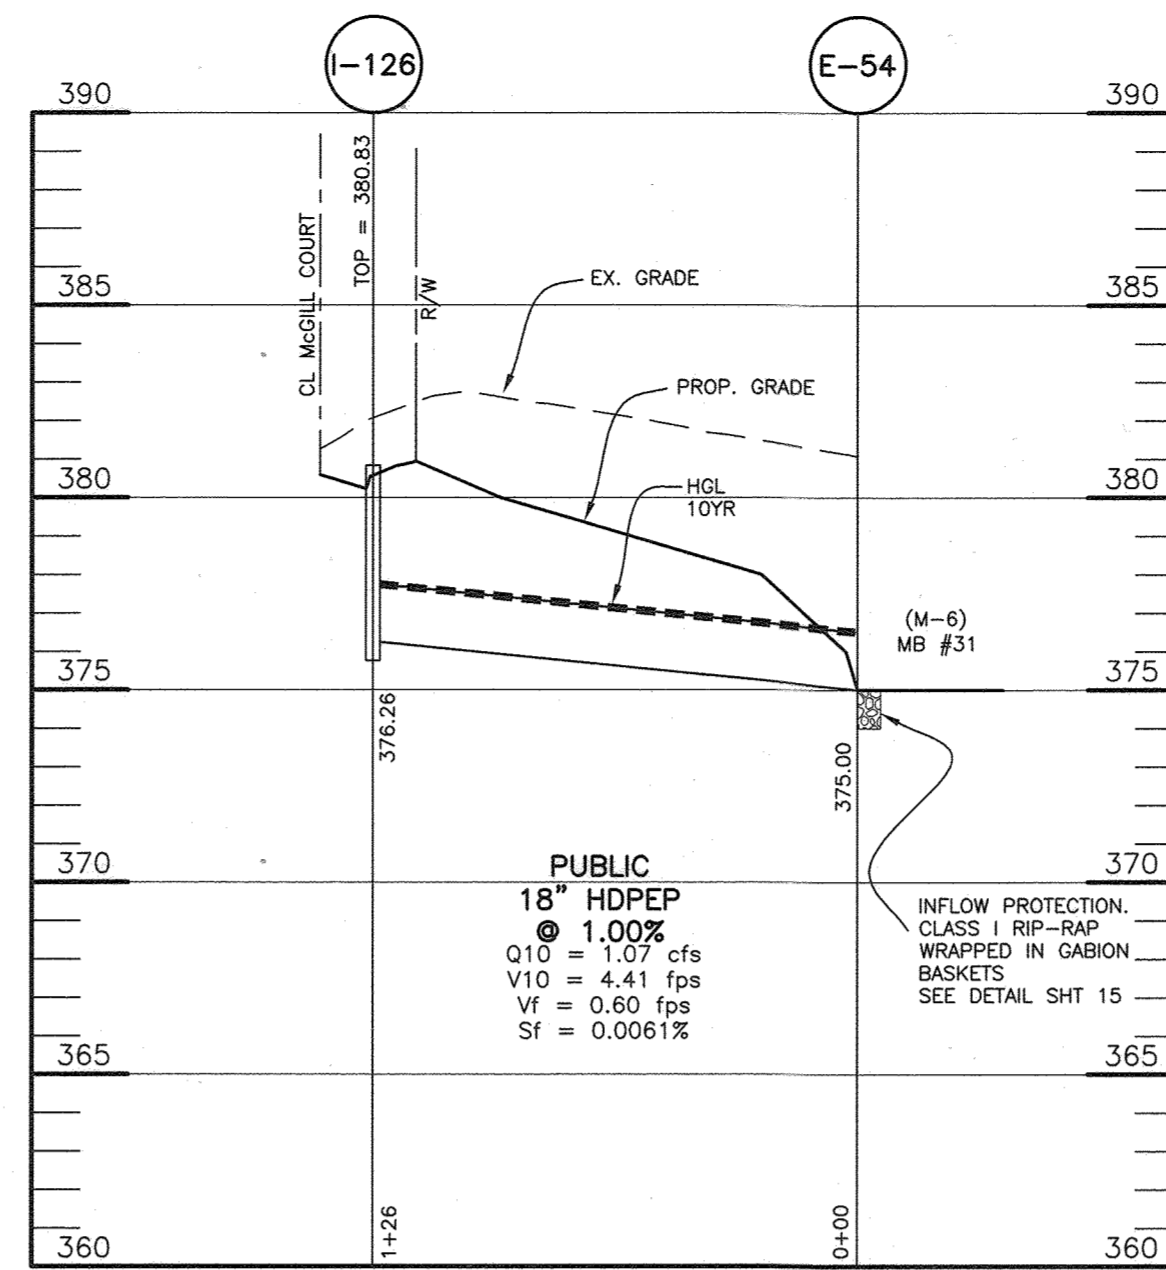 I-126
E-54
390
390
CL McGILL COURT
TOP = 380.83
R/W
385
385
EX. GRADE
PROP. GRADE
380
380
HGL
10YR
(M-6)
MB #31
375
375
376.26
375.00
370
370
PUBLIC
18" HDPEP
@ 1.00%
Q10 = 1.07 cfs
V10 = 4.41 fps
Vf = 0.60 fps
Sf = 0.0061%
INFLOW PROTECTION.
CLASS I RIP-RAP
WRAPPED IN GABION
BASKETS
SEE DETAIL SHT 15
365
365
1+26
0+00
360
360